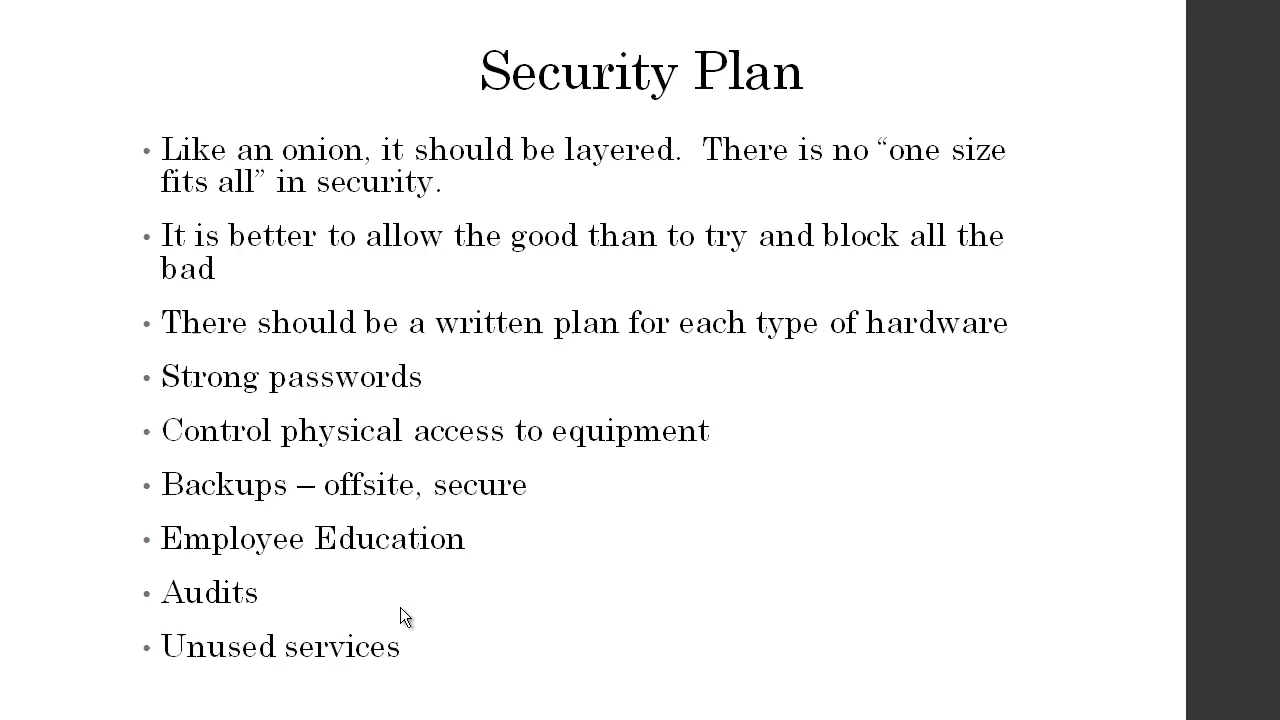 Security Plan
• Like an onion, it should be layered.  There is no “one size
fits all” in security.
• It is better to allow the good than to try and block all the
bad
• There should be a written plan for each type of hardware
• Strong passwords
• Control physical access to equipment
• Backups – offsite, secure
• Employee Education
• Audits
• Unused services